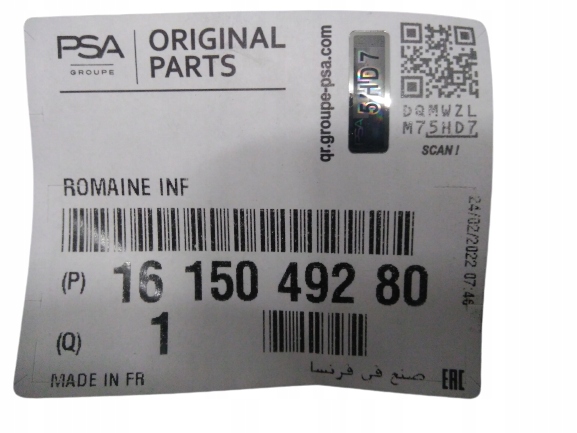 PSA
GROUPE
ORIGINAL
PARTS
qr.groupe-psa.com
5HD7
DQMWZL
M75HD7
SCAN!
ROMAINE INF
24/02/2022 07:46
(P) 16 150 492 80
(Q) 1
MADE IN FR
صنع في فرنسا
EAC